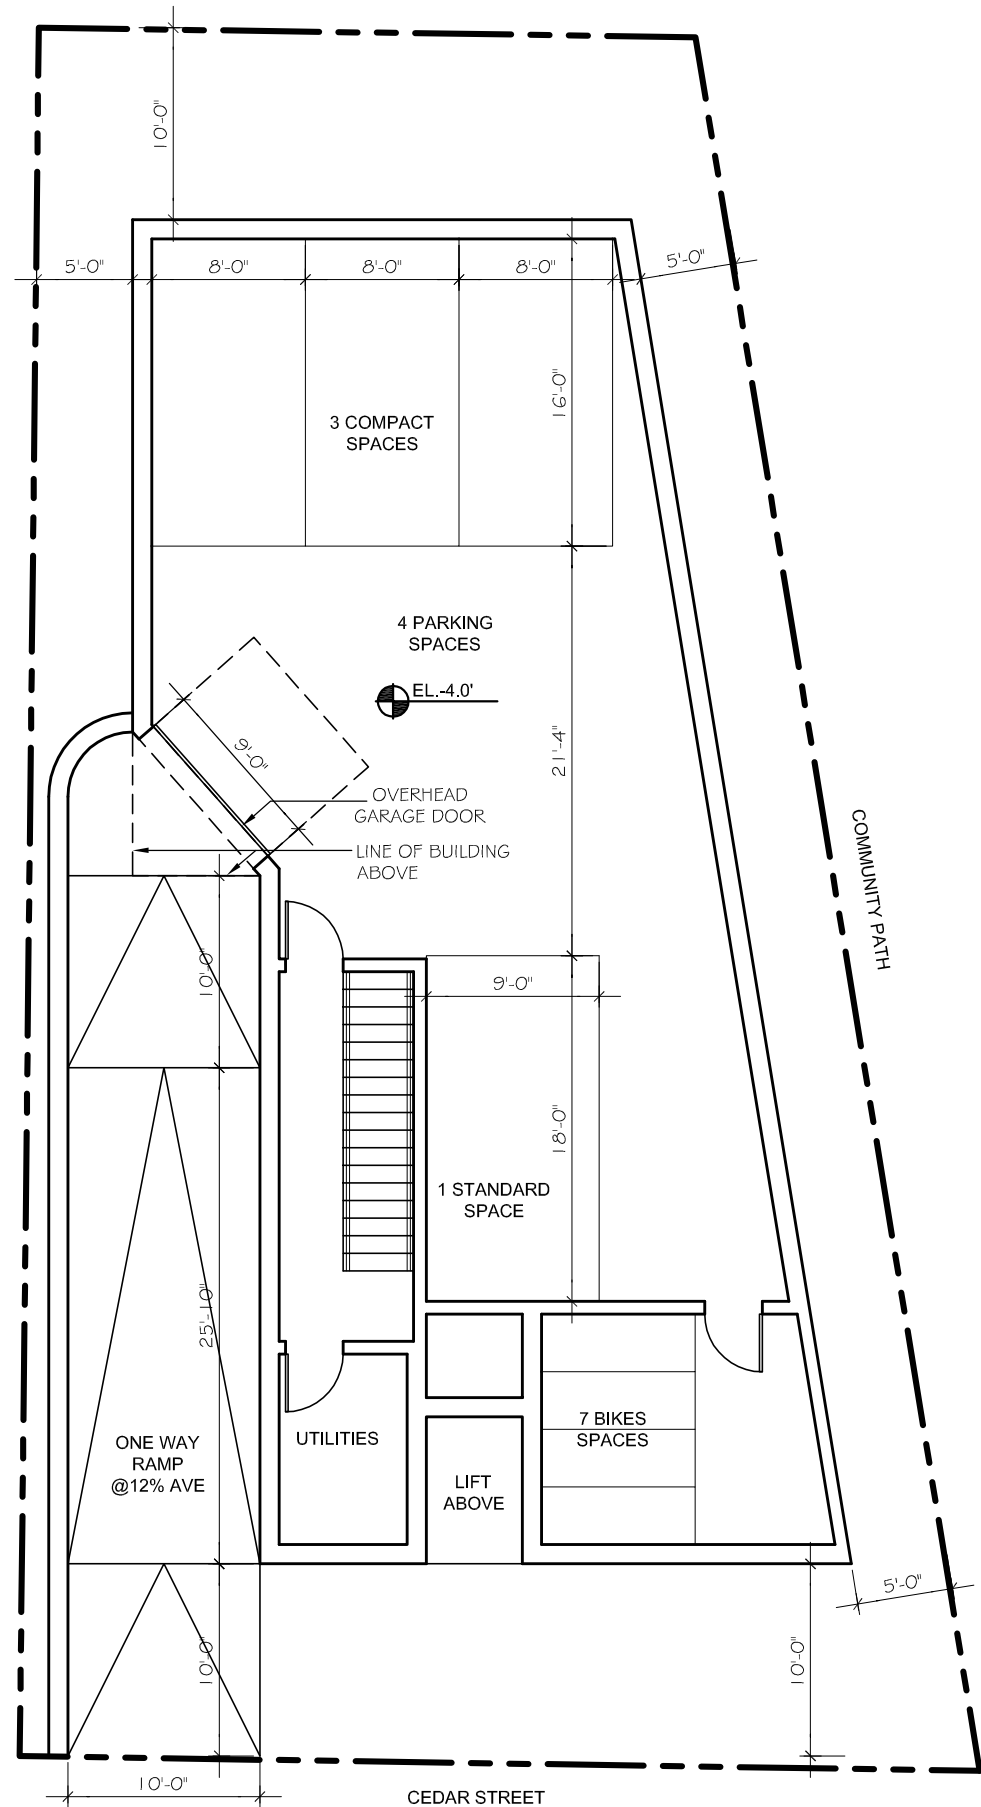 10'-0"
5'-0"
8'-0"
8'-0"
8'-0"
5'-0"
16'-0"
3 COMPACT
SPACES
4 PARKING
SPACES
EL.-4.0'
9'-0"
21'-4"
OVERHEAD
GARAGE DOOR
LINE OF BUILDING
ABOVE
COMMUNITY PATH
10'-0"
9'-0"
18'-0"
1 STANDARD
SPACE
25'-10"
ONE WAY
RAMP
@12% AVE
UTILITIES
LIFT
ABOVE
7 BIKES
SPACES
5'-0"
10'-0"
10'-0"
10'-0"
CEDAR STREET